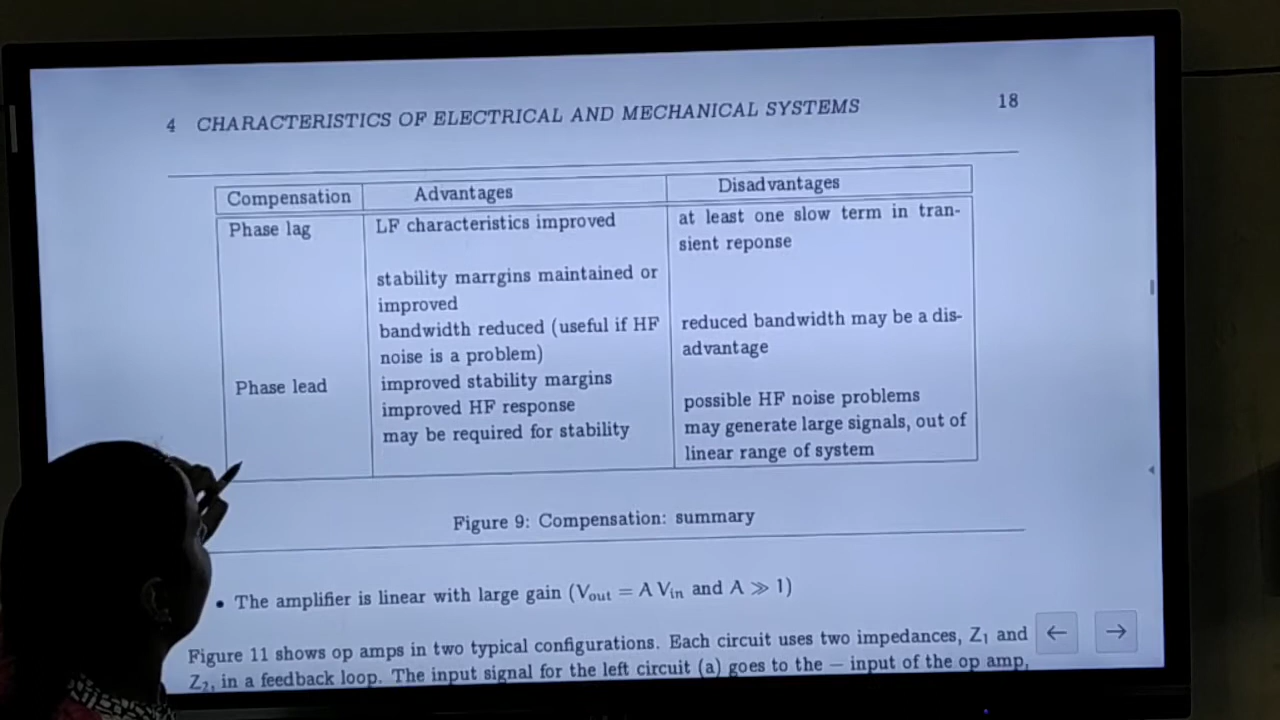 4 CHARACTERISTICS OF ELECTRICAL AND MECHANICAL SYSTEMS 18
Compensation Advantages Disadvantages
Phase lag LF characteristics improved at least one slow term in tran-
sient reponse
stability marrgins maintained or
improved
bandwidth reduced (useful if HF reduced bandwidth may be a dis-
noise is a problem) advantage
Phase lead improved stability margins
improved HF response possible HF noise problems
may be required for stability may generate large signals, out of
linear range of system
Figure 9: Compensation: summary
• The amplifier is linear with large gain (Vout = A Vin and A ≫ 1)
Figure 11 shows op amps in two typical configurations. Each circuit uses two impedances, Z1 and
Z2, in a feedback loop. The input signal for the left circuit (a) goes to the − input of the op amp,